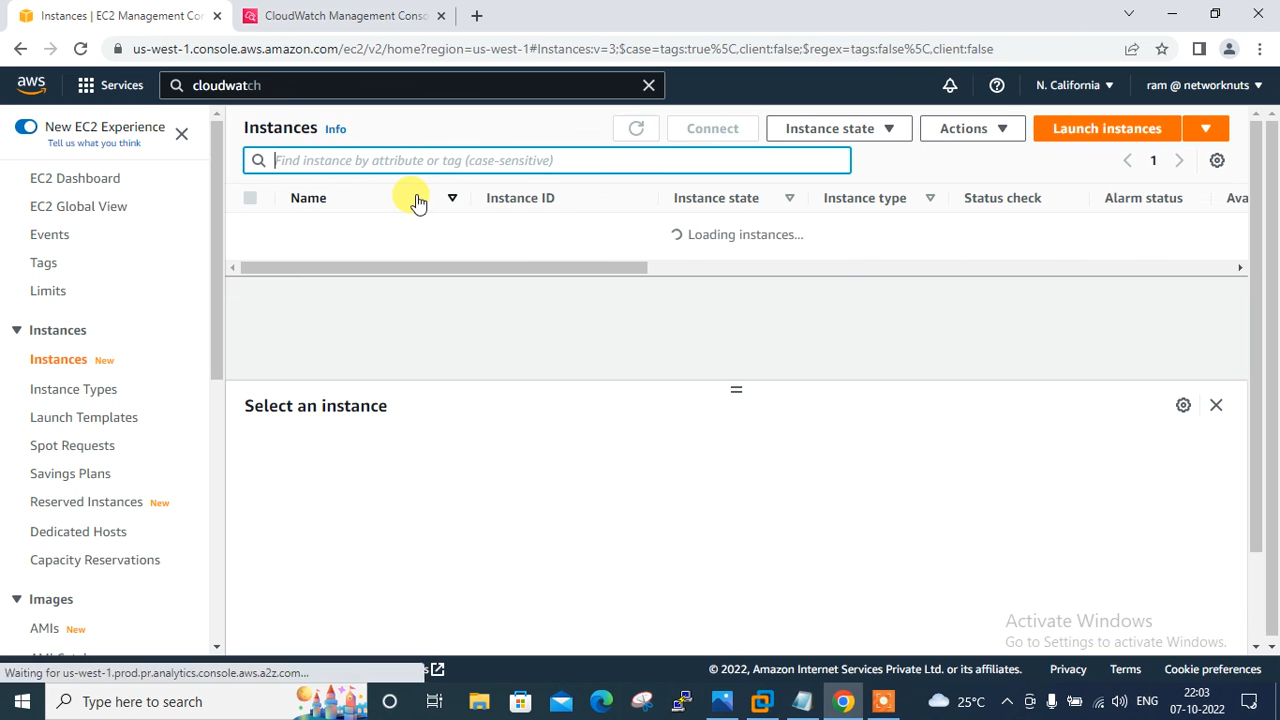 Instances | EC2 Management Con
CloudWatch Management Conso
us-west-1.console.aws.amazon.com/ec2/v2/home?region=us-west-1#Instances:v=3;$case=tags:true%5C,client:false;$regex=tags:false%5C,client:false
aws
Services
cloudwatch
N. California
ram @ networknuts
New EC2 Experience
Tell us what you think
EC2 Dashboard
EC2 Global View
Events
Tags
Limits
Instances
Instances New
Instance Types
Launch Templates
Spot Requests
Savings Plans
Reserved Instances New
Dedicated Hosts
Capacity Reservations
Images
AMIs New
Instances Info
Connect
Instance state
Actions
Launch instances
Find instance by attribute or tag (case-sensitive)
1
Name
Instance ID
Instance state
Instance type
Status check
Alarm status
Ava
Loading instances...
Select an instance
Activate Windows
Go to Settings to activate Windows.
Waiting for us-west-1.prod.pr.analytics.console.aws.a2z.com...
© 2022, Amazon Internet Services Private Ltd. or its affiliates.
Privacy
Terms
Cookie preferences
Type here to search
25°C
ENG
22:03
07-10-2022